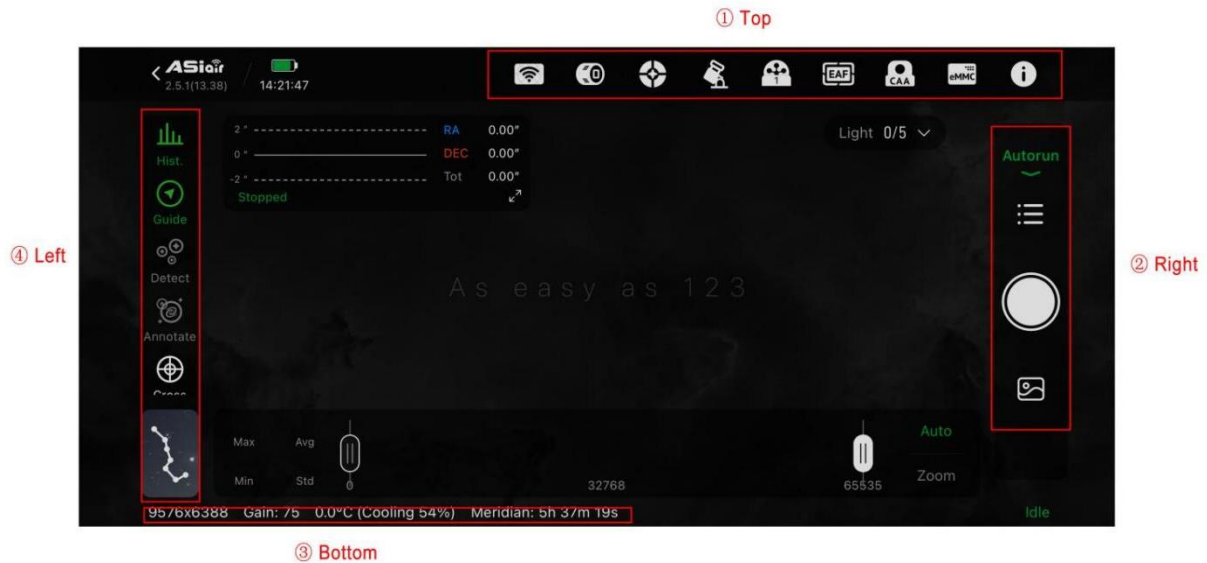 ① Top
ASiair
2.5.1(13.38)
14:21:47
1
EAF
CAA
eMMC
i
Hist.
Guide
Detect
Annotate
Cross
④ Left
2 "
0 "
-2 "
RA 0.00"
DEC 0.00"
Tot 0.00"
Stopped
Light 0/5
Autorun
② Right
As easy as 123
Max Avg
Min Std
0
32768
65535
Auto
Zoom
9576x6388 Gain: 75 0.0°C (Cooling 54%) Meridian: 5h 37m 19s
Idle
③ Bottom